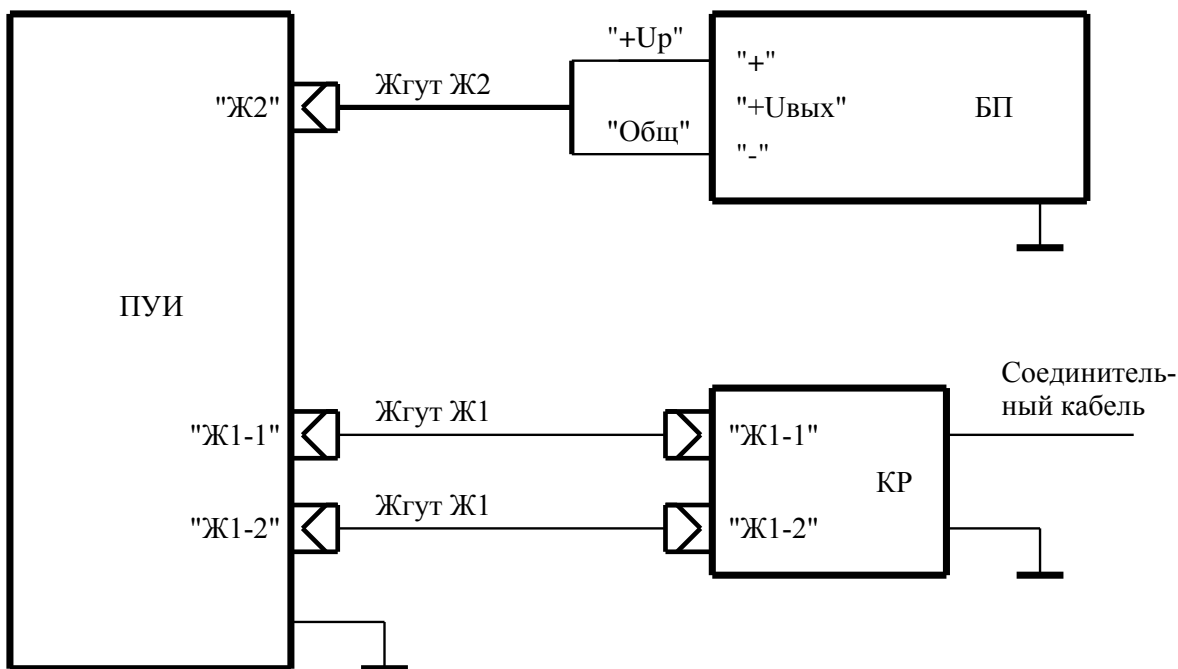 "+Up"
"+"
Жгут Ж2
"Ж2"
"+Uвых"
БП
"Общ"
"-"
ПУИ
Соединитель-
ный кабель
Жгут Ж1
"Ж1-1"
"Ж1-1"
КР
Жгут Ж1
"Ж1-2"
"Ж1-2"